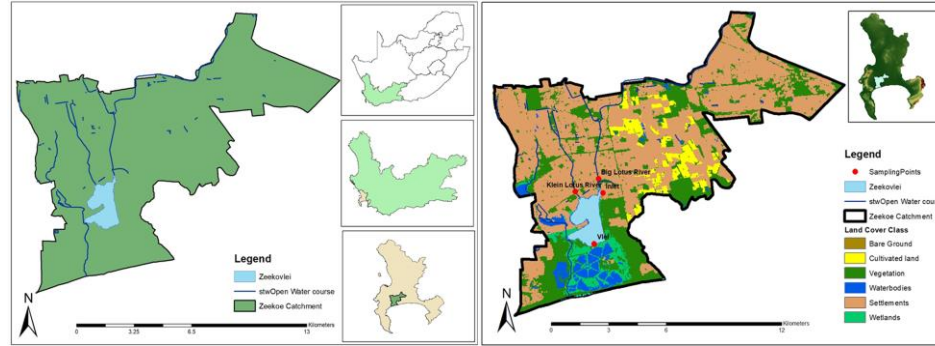 Legend
Zeekovlei
stwOpen Water course
Zeekoe Catchment
N
Kilometers
0
3.25
6.5
13
Big Lotus River
Klein Lotus River
Inlet
Vlei
Legend
SamplingPoints
Zeekovlei
stwOpen Water course
Zeekoe Catchment
Land Cover Class
Bare Ground
Cultivated land
Vegetation
Waterbodies
Settlements
Wetlands
N
Kilometers
0
3
6
12